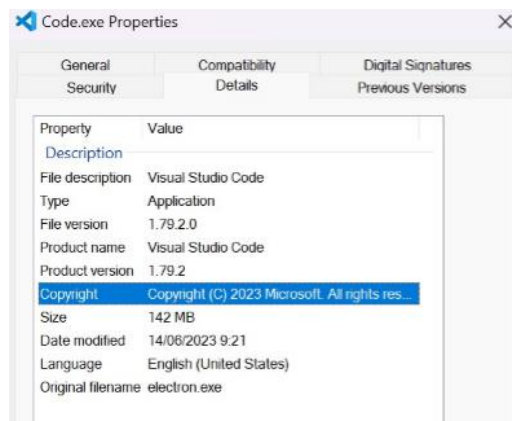 Code.exe Properties
General Compatibility Digital Signatures
Security Details Previous Versions
Property Value
Description
File description Visual Studio Code
Type Application
File version 1.79.2.0
Product name Visual Studio Code
Product version 1.79.2
Copyright Copyright (C) 2023 Microsoft. All rights res...
Size 142 MB
Date modified 14/06/2023 9:21
Language English (United States)
Original filename electron.exe